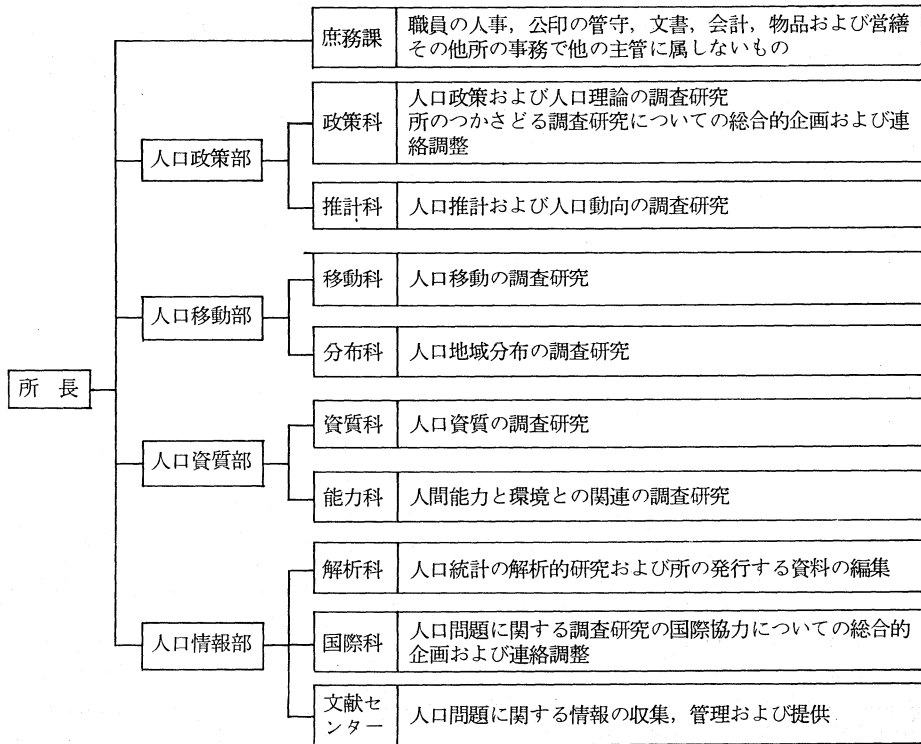 庶務課
職員の人事，公印の管守，文書，会計，物品および営繕
その他所の事務で他の主管に属しないもの
人口政策部
政策科
人口政策および人口理論の調査研究
所のつかさどる調査研究についての総合的企画および連
絡調整
推計科
人口推計および人口動向の調査研究
人口移動部
移動科
人口移動の調査研究
分布科
人口地域分布の調査研究
所長
人口資質部
資質科
人口資質の調査研究
能力科
人間能力と環境との関連の調査研究
人口情報部
解析科
人口統計の解析的研究および所の発行する資料の編集
国際科
人口問題に関する調査研究の国際協力についての総合的
企画および連絡調整
文献セ
ンター
人口問題に関する情報の収集，管理および提供